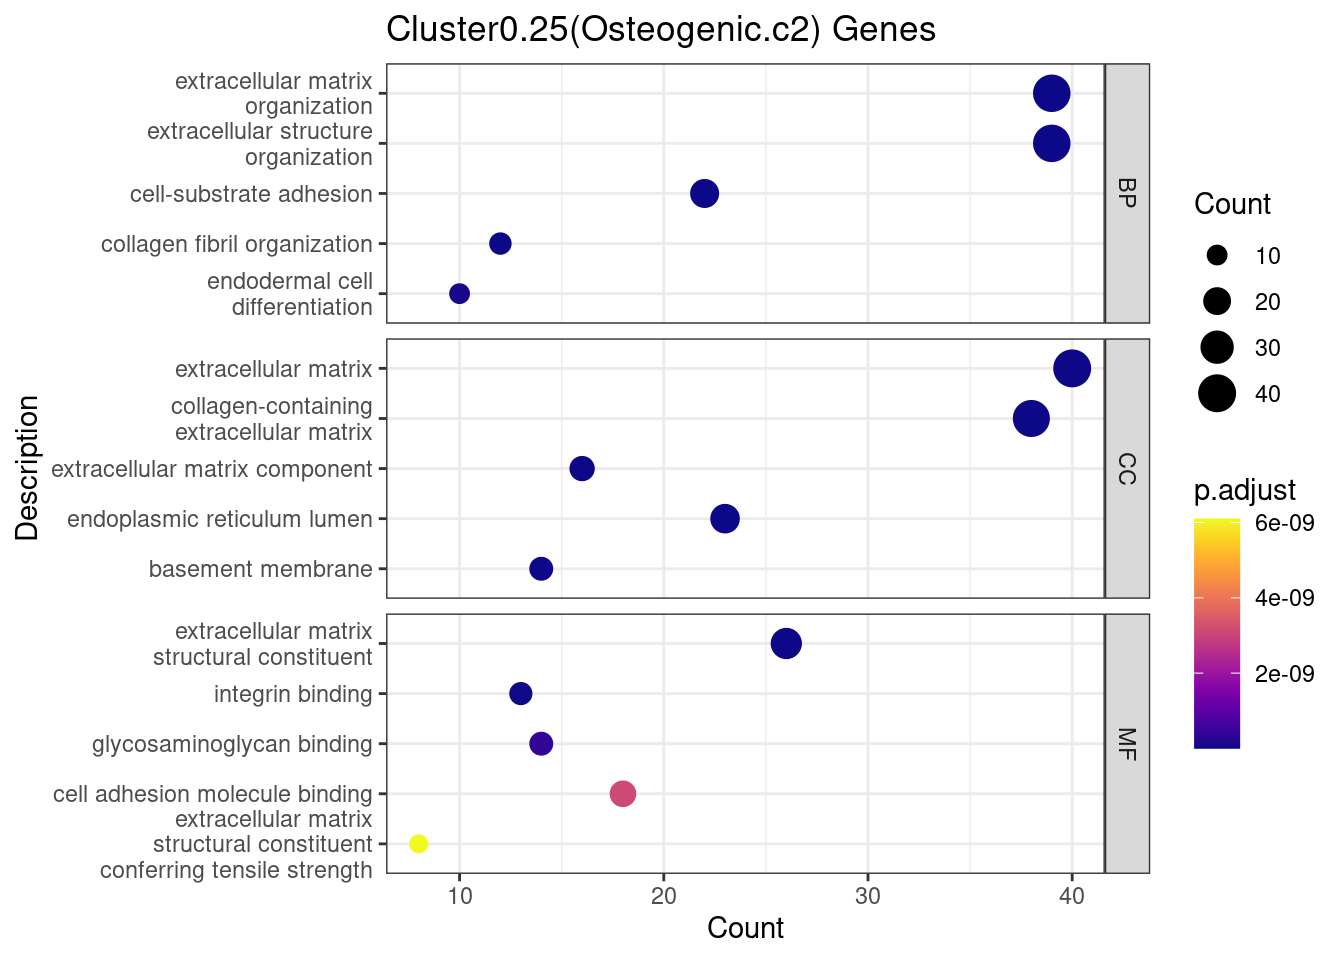 Cluster0.25(Osteogenic.c2) Genes
extracellular matrix
organization
extracellular structure
organization
cell-substrate adhesion
collagen fibril organization
endodermal cell
differentiation
BP
extracellular matrix
collagen-containing
extracellular matrix
extracellular matrix component
endoplasmic reticulum lumen
basement membrane
CC
extracellular matrix
structural constituent
integrin binding
glycosaminoglycan binding
cell adhesion molecule binding
extracellular matrix
structural constituent
conferring tensile strength
MF
10 20 30 40
Count
Description
Count
10
20
30
40
p.adjust
6e-09
4e-09
2e-09